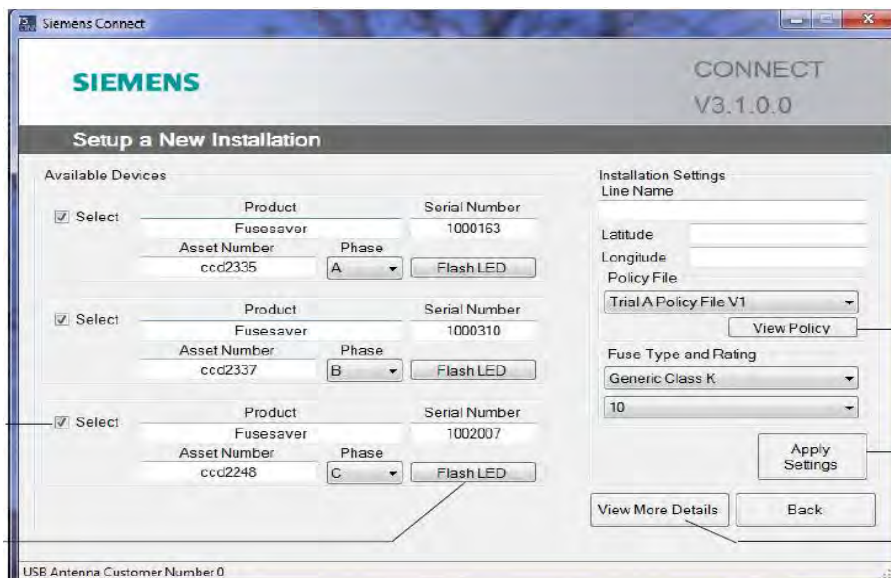 Siemens Connect
SIEMENS
CONNECT
V3.1.0.0
Setup a New Installation
Available Devices
Select
Product
Serial Number
Fusesaver
1000163
Asset Number
Phase
ccd2335
A
Flash LED
Select
Product
Serial Number
Fusesaver
1000310
Asset Number
Phase
ccd2337
B
Flash LED
Select
Product
Serial Number
Fusesaver
1002007
Asset Number
Phase
ccd2248
C
Flash LED
Installation Settings
Line Name
Latitude
Longitude
Policy File
Trial A Policy File V1
View Policy
Fuse Type and Rating
Generic Class K
10
Apply
Settings
View More Details
Back
USB Antenna Customer Number 0